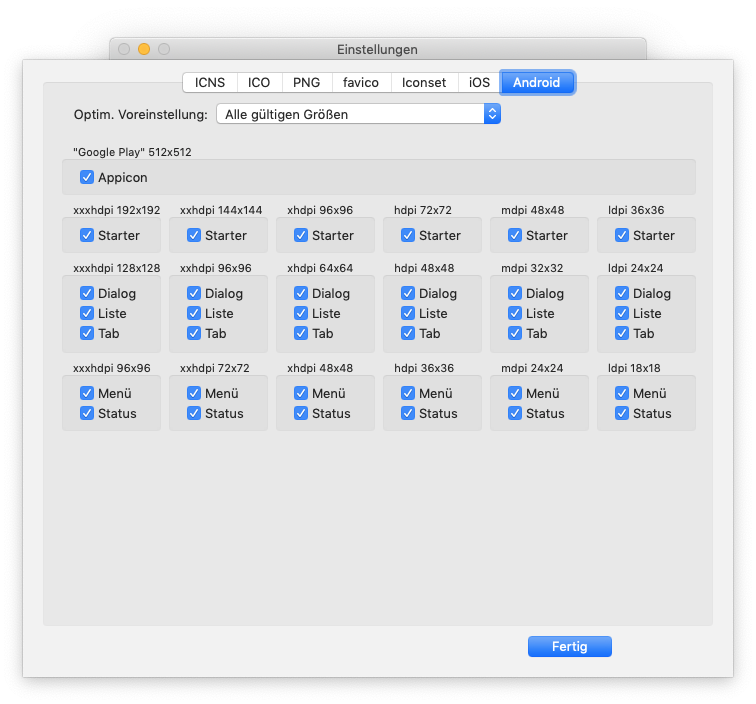 Einstellungen
ICNS ICO PNG favico Iconset iOS Android
Optim. Voreinstellung: Alle gültigen Größen
"Google Play" 512x512
Appicon
xxxhdpi 192x192 xxhdpi 144x144 xhdpi 96x96 hdpi 72x72 mdpi 48x48 ldpi 36x36
Starter Starter Starter Starter Starter Starter
xxxhdpi 128x128 xxhdpi 96x96 xhdpi 64x64 hdpi 48x48 mdpi 32x32 ldpi 24x24
Dialog Dialog Dialog Dialog Dialog Dialog
Liste Liste Liste Liste Liste Liste
Tab Tab Tab Tab Tab Tab
xxxhdpi 96x96 xxhdpi 72x72 xhdpi 48x48 hdpi 36x36 mdpi 24x24 ldpi 18x18
Menü Menü Menü Menü Menü Menü
Status Status Status Status Status Status
Fertig